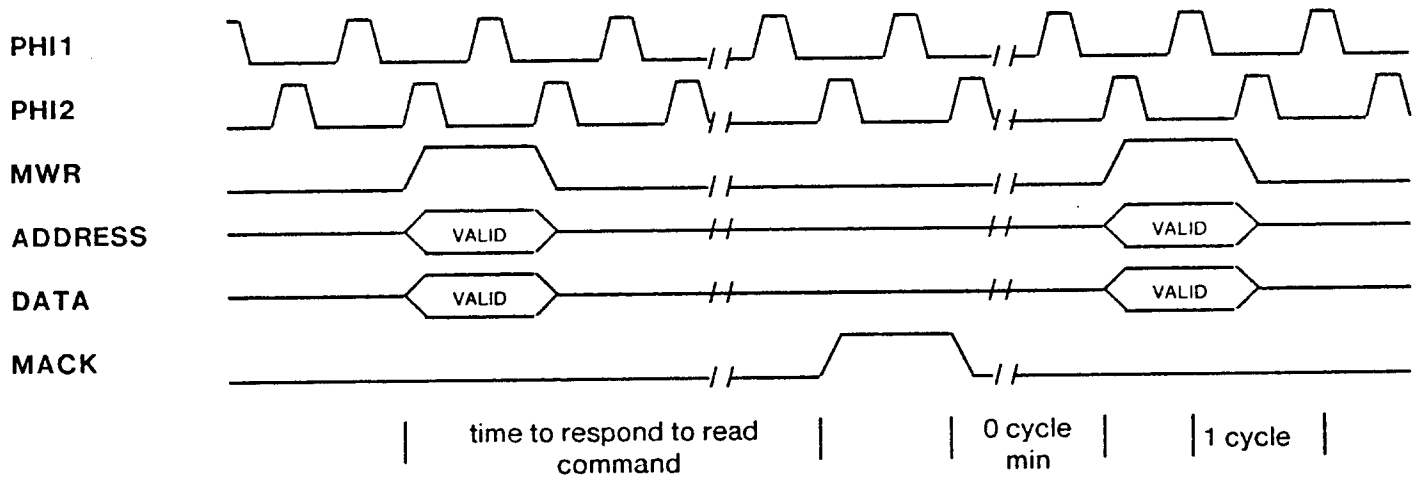 PHI1
PHI2
MWR
ADDRESS
VALID
VALID
DATA
VALID
VALID
MACK
time to respond to read
command
0 cycle
min
1 cycle